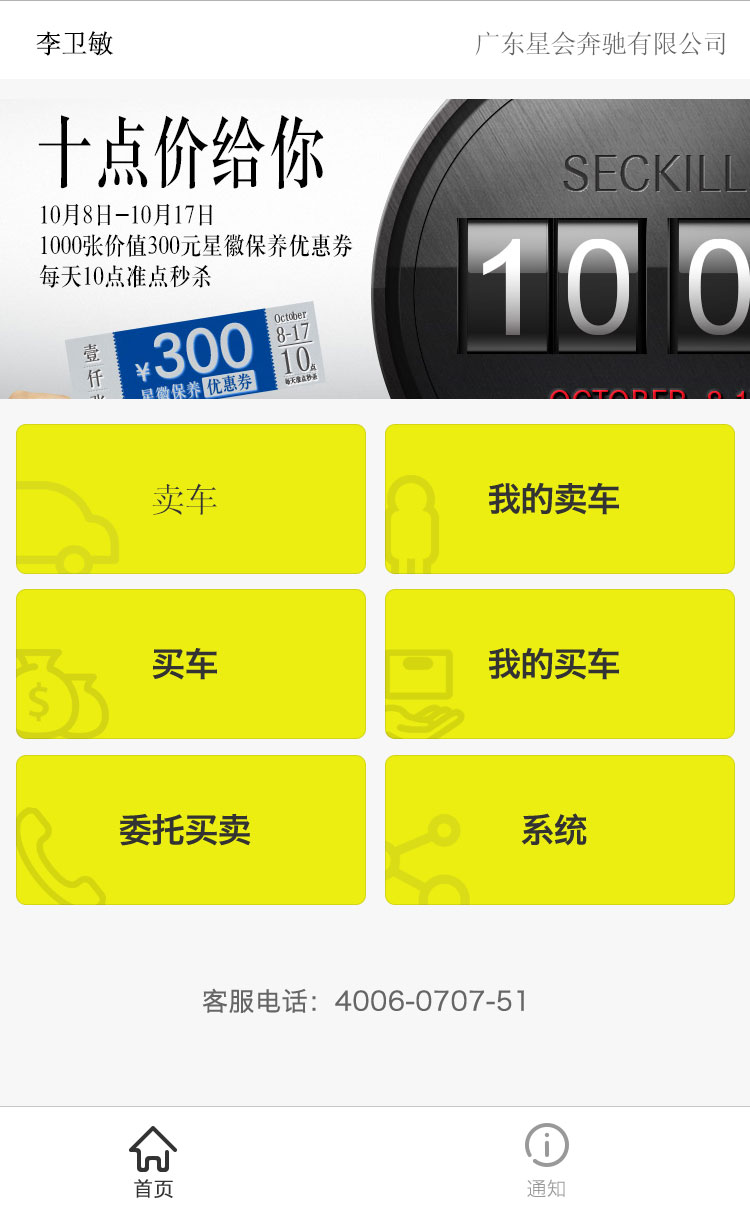 李卫敏
广东星会奔驰有限公司
十点价给你
10月8日-10月17日
1000张价值300元星徽保养优惠券
每天10点准点秒杀
SECKILL
10 0
壹仟
¥300
星徽保养 优惠券
October
8-17
10点
每天准点秒杀
卖车
我的卖车
买车
我的买车
$
委托买卖
系统
客服电话：4006-0707-51
首页
通知